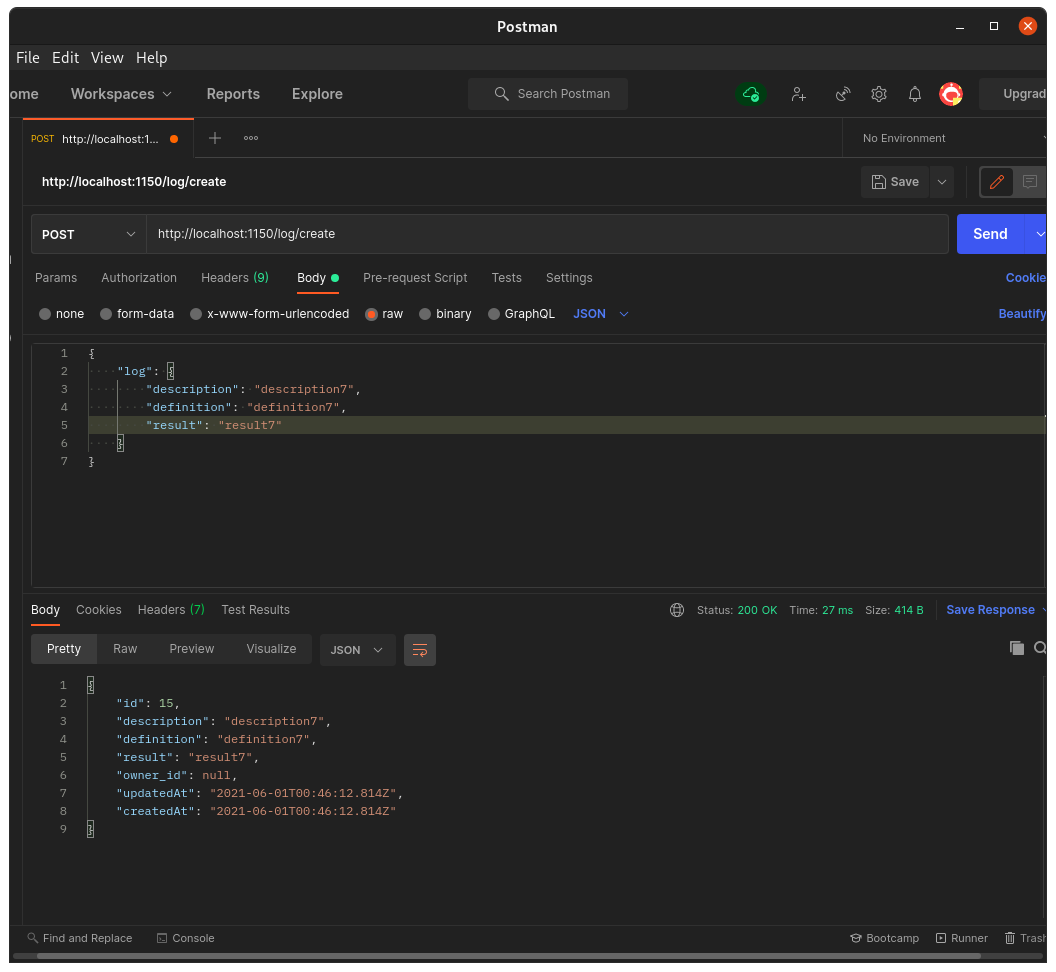 Postman
File Edit View Help
ome Workspaces Reports Explore Search Postman Upgrad
POST http://localhost:1... No Environment
http://localhost:1150/log/create Save
POST http://localhost:1150/log/create Send
Params Authorization Headers (9) Body Pre-request Script Tests Settings Cookie
none form-data x-www-form-urlencoded raw binary GraphQL JSON Beautify
1 {
2 "log": {
3 "description": "description7",
4 "definition": "definition7",
5 "result": "result7"
6 }
7 }
Body Cookies Headers (7) Test Results Status: 200 OK Time: 27 ms Size: 414 B Save Response
Pretty Raw Preview Visualize JSON
1 {
2 "id": 15,
3 "description": "description7",
4 "definition": "definition7",
5 "result": "result7",
6 "owner_id": null,
7 "updatedAt": "2021-06-01T00:46:12.814Z",
8 "createdAt": "2021-06-01T00:46:12.814Z"
9 }
Find and Replace Console Bootcamp Runner Trash